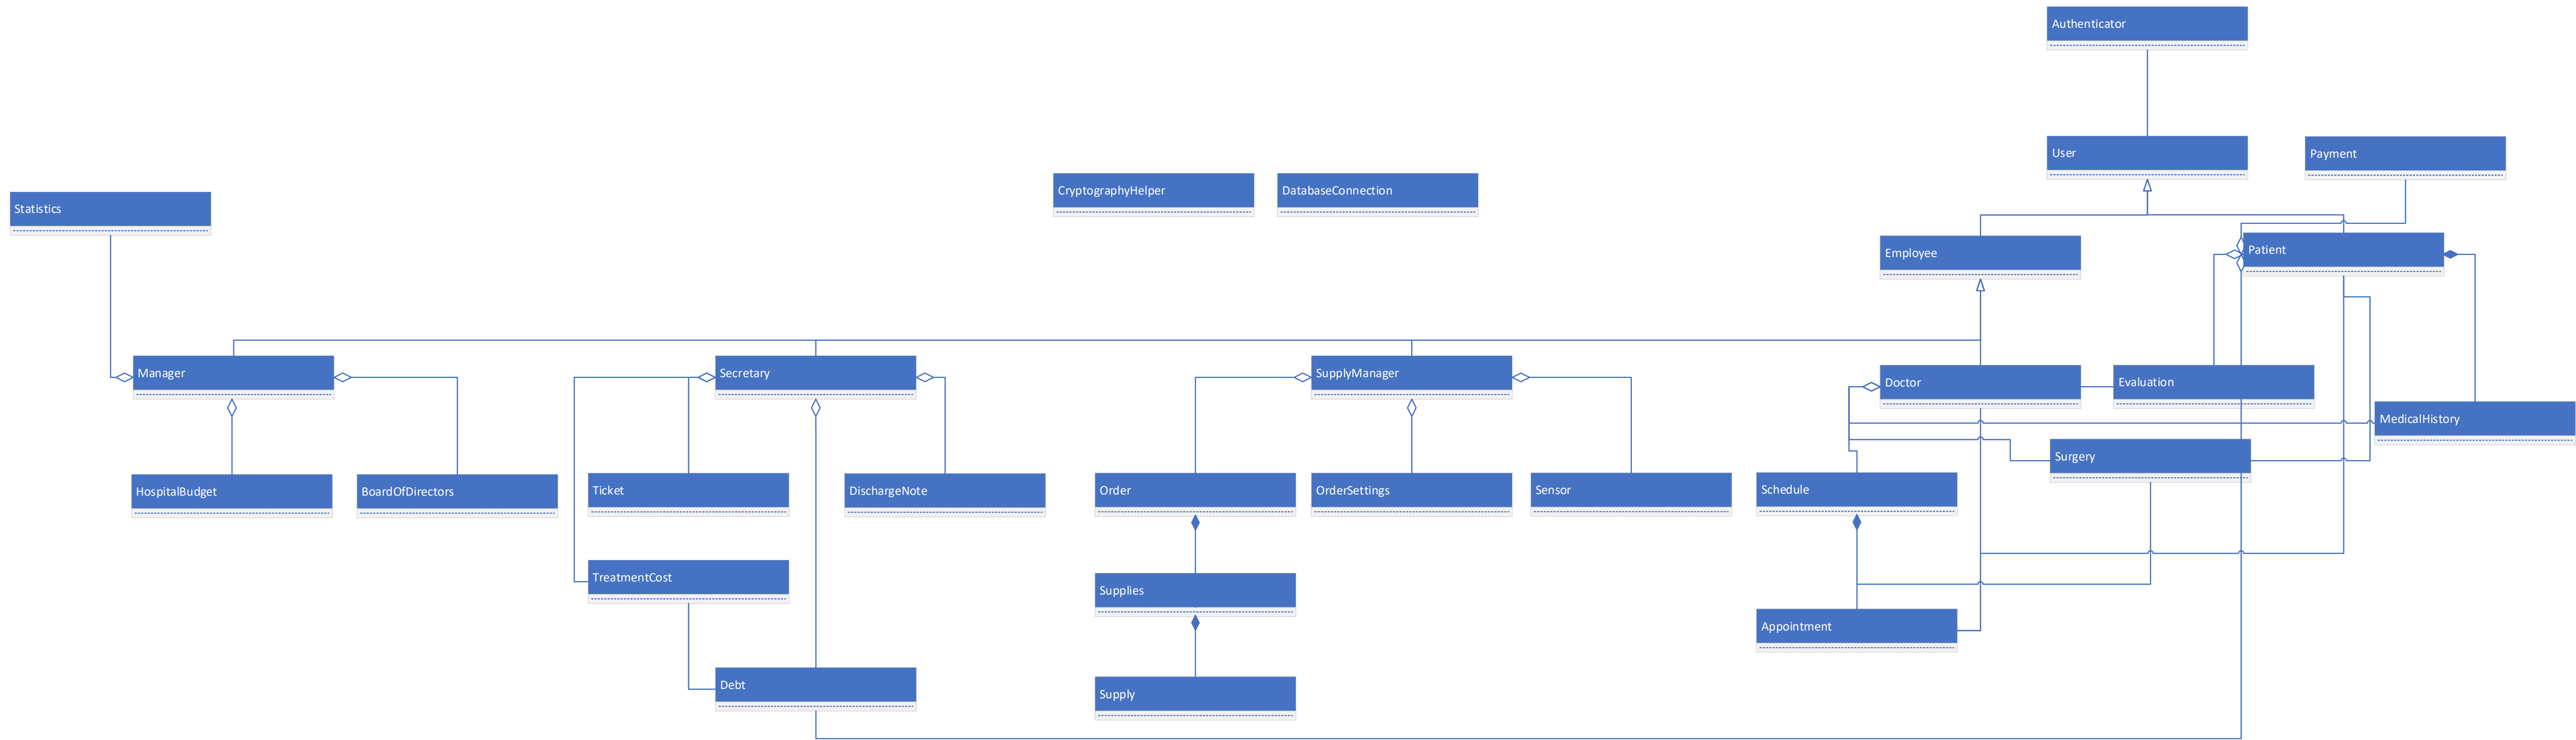 Authenticator
User
Payment
CryptographyHelper
DatabaseConnection
Statistics
Employee
Patient
Manager
Secretary
SupplyManager
Doctor
Evaluation
MedicalHistory
Surgery
HospitalBudget
BoardOfDirectors
Ticket
DischargeNote
Order
OrderSettings
Sensor
Schedule
TreatmentCost
Supplies
Appointment
Debt
Supply